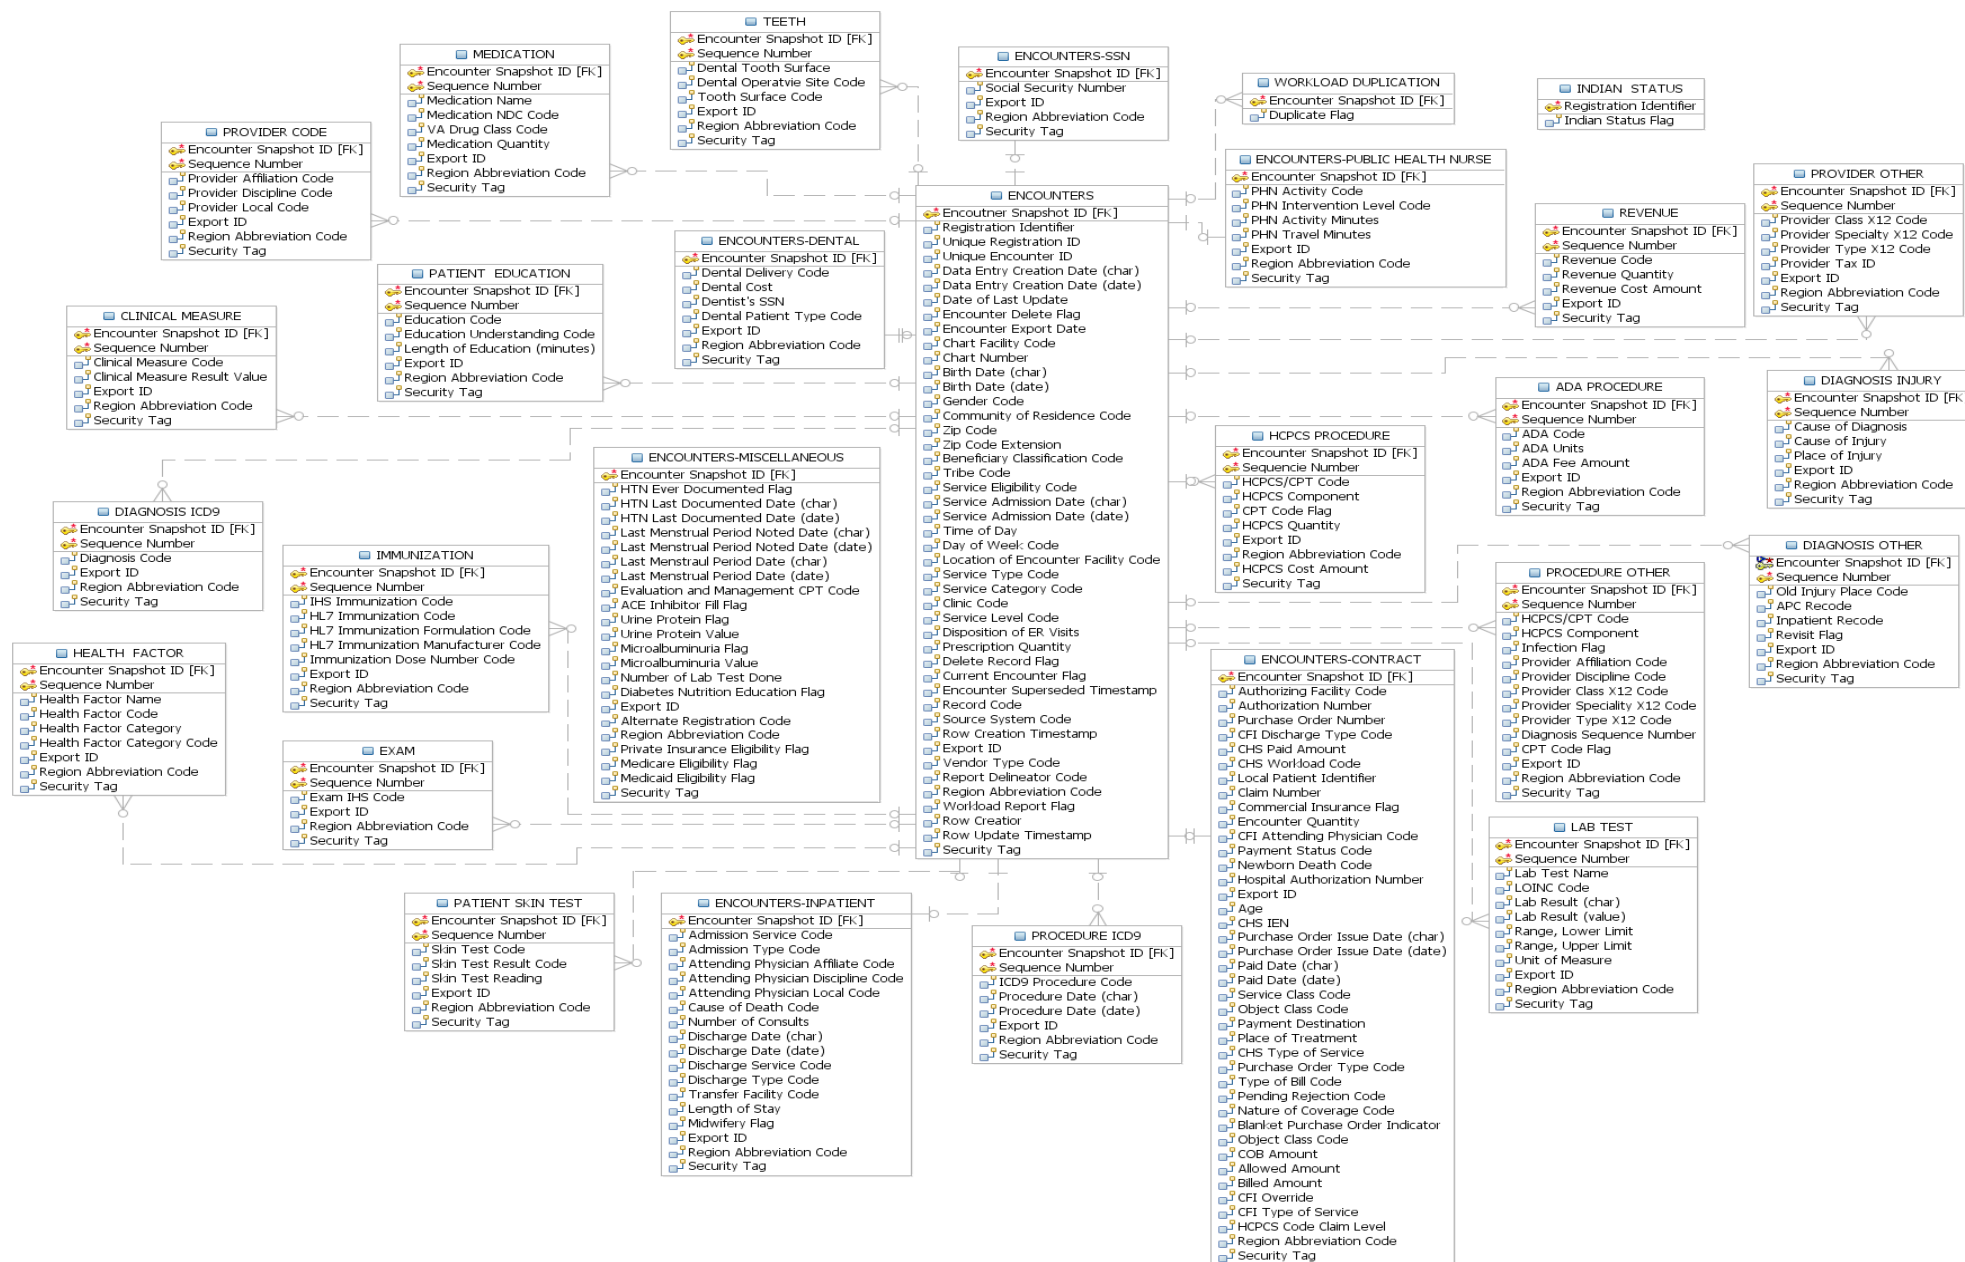 TEETH
Encounter Snapshot ID [FK]
Sequence Number
Dental Tooth Surface
Dental Operatvie Site Code
Tooth Surface Code
Export ID
Region Abbreviation Code
Security Tag
MEDICATION
Encounter Snapshot ID [FK]
Sequence Number
Medication Name
Medication NDC Code
VA Drug Class Code
Medication Quantity
Export ID
Region Abbreviation Code
Security Tag
ENCOUNTERS-SSN
Encounter Snapshot ID [FK]
Social Security Number
Export ID
Region Abbreviation Code
Security Tag
WORKLOAD DUPLICATION
Encounter Snapshot ID [FK]
Duplicate Flag
INDIAN STATUS
Registration Identifier
Indian Status Flag
PROVIDER CODE
Encounter Snapshot ID [FK]
Sequence Number
Provider Affiliation Code
Provider Discipline Code
Provider Local Code
Export ID
Region Abbreviation Code
Security Tag
ENCOUNTERS-PUBLIC HEALTH NURSE
Encounter Snapshot ID [FK]
PHN Activity Code
PHN Intervention Level Code
PHN Activity Minutes
PHN Travel Minutes
Export ID
Region Abbreviation Code
Security Tag
PROVIDER OTHER
Encounter Snapshot ID [FK]
Sequence Number
Provider Class X12 Code
Provider Specialty X12 Code
Provider Type X12 Code
Provider Tax ID
Export ID
Region Abbreviation Code
Security Tag
REVENUE
Encounter Snapshot ID [FK]
Sequence Number
Revenue Code
Revenue Quantity
Revenue Cost Amount
Export ID
Security Tag
ENCOUNTERS
Encoutner Snapshot ID [FK]
Registration Identifier
Unique Registration ID
Unique Encounter ID
Data Entry Creation Date (char)
Data Entry Creation Date (date)
Date of Last Update
Encounter Delete Flag
Encounter Export Date
Chart Facility Code
Chart Number
Birth Date (char)
Birth Date (date)
Gender Code
Community of Residence Code
Zip Code
Zip Code Extension
Beneficiary Classification Code
Tribe Code
Service Eligibility Code
Service Admission Date (char)
Service Admission Date (date)
Time of Day
Day of Week Code
Location of Encounter Facility Code
Service Type Code
Service Category Code
Clinic Code
Service Level Code
Disposition of ER Visits
Prescription Quantity
Delete Record Flag
Current Encounter Flag
Encounter Superseded Timestamp
Record Code
Source System Code
Row Creation Timestamp
Export ID
Vendor Type Code
Report Delineator Code
Region Abbreviation Code
Workload Report Flag
Row Creatior
Row Update Timestamp
Security Tag
ENCOUNTERS-DENTAL
Encounter Snapshot ID [FK]
Dental Delivery Code
Dental Cost
Dentist's SSN
Dental Patient Type Code
Export ID
Region Abbreviation Code
Security Tag
PATIENT EDUCATION
Encounter Snapshot ID [FK]
Sequence Number
Education Code
Education Understanding Code
Length of Education (minutes)
Export ID
Region Abbreviation Code
Security Tag
CLINICAL MEASURE
Encounter Snapshot ID [FK]
Sequence Number
Clinical Measure Code
Clinical Measure Result Value
Export ID
Region Abbreviation Code
Security Tag
DIAGNOSIS INJURY
Encounter Snapshot ID [FK
Sequence Number
Cause of Diagnosis
Cause of Injury
Place of Injury
Export ID
Region Abbreviation Code
Security Tag
ADA PROCEDURE
Encounter Snapshot ID [FK]
Sequence Number
ADA Code
ADA Units
ADA Fee Amount
Export ID
Region Abbreviation Code
Security Tag
HCPCS PROCEDURE
Encounter Snapshot ID [FK]
Sequencie Number
HCPCS/CPT Code
HCPCS Component
CPT Code Flag
HCPCS Quantity
Export ID
Region Abbreviation Code
HCPCS Cost Amount
Security Tag
ENCOUNTERS-MISCELLANEOUS
Encounter Snapshot ID [FK]
HTN Ever Documented Flag
HTN Last Documented Date (char)
HTN Last Documented Date (date)
Last Menstrual Period Noted Date (char)
Last Menstrual Period Noted Date (date)
Last Menstraul Period Date (char)
Last Menstrual Period Date (date)
Evaluation and Management CPT Code
ACE Inhibitor Fill Flag
Urine Protein Flag
Urine Protein Value
Microalbuminuria Flag
Microalbuminuria Value
Number of Lab Test Done
Diabetes Nutrition Education Flag
Export ID
Alternate Registration Code
Region Abbreviation Code
Private Insurance Eligibility Flag
Medicare Eligibility Flag
Medicaid Eligibility Flag
Security Tag
DIAGNOSIS ICD9
Encounter Snapshot ID [FK]
Sequence Number
Diagnosis Code
Export ID
Region Abbreviation Code
Security Tag
IMMUNIZATION
Encounter Snapshot ID [FK]
Sequence Number
IHS Immunization Code
HL7 Immunization Code
HL7 Immunization Formulation Code
HL7 Immunization Manufacturer Code
Immunization Dose Number Code
Export ID
Region Abbreviation Code
Security Tag
DIAGNOSIS OTHER
Encounter Snapshot ID [FK]
Sequence Number
Old Injury Place Code
APC Recode
Inpatient Recode
Revisit Flag
Export ID
Region Abbreviation Code
Security Tag
PROCEDURE OTHER
Encounter Snapshot ID [FK]
Sequence Number
HCPCS/CPT Code
HCPCS Component
Infection Flag
Provider Affiliation Code
Provider Discipline Code
Provider Class X12 Code
Provider Speciality X12 Code
Provider Type X12 Code
Diagnosis Sequence Number
CPT Code Flag
Export ID
Region Abbreviation Code
Security Tag
HEALTH FACTOR
Encounter Snapshot ID [FK]
Sequence Number
Health Factor Name
Health Factor Code
Health Factor Category
Health Factor Category Code
Export ID
Region Abbreviation Code
Security Tag
ENCOUNTERS-CONTRACT
Encounter Snapshot ID [FK]
Authorizing Facility Code
Authorization Number
Purchase Order Number
CFI Discharge Type Code
CHS Paid Amount
CHS Workload Code
Local Patient Identifier
Claim Number
Commercial Insurance Flag
Encounter Quantity
CFI Attending Physician Code
Payment Status Code
Newborn Death Code
Hospital Authorization Number
Export ID
Age
CHS IEN
Purchase Order Issue Date (char)
Purchase Order Issue Date (date)
Paid Date (char)
Paid Date (date)
Service Class Code
Object Class Code
Payment Destination
Place of Treatment
CHS Type of Service
Purchase Order Type Code
Type of Bill Code
Pending Rejection Code
Nature of Coverage Code
Blanket Purchase Order Indicator
Object Class Code
COB Amount
Allowed Amount
Billed Amount
CFI Override
CFI Type of Service
HCPCS Code Claim Level
Region Abbreviation Code
Security Tag
EXAM
Encounter Snapshot ID [FK]
Sequence Number
Exam IHS Code
Export ID
Region Abbreviation Code
Security Tag
LAB TEST
Encounter Snapshot ID [FK]
Sequence Number
Lab Test Name
LOINC Code
Lab Result (char)
Lab Result (value)
Range, Lower Limit
Range, Upper Limit
Unit of Measure
Export ID
Region Abbreviation Code
Security Tag
PATIENT SKIN TEST
Encounter Snapshot ID [FK]
Sequence Number
Skin Test Code
Skin Test Result Code
Skin Test Reading
Export ID
Region Abbreviation Code
Security Tag
ENCOUNTERS-INPATIENT
Encounter Snapshot ID [FK]
Admission Service Code
Admission Type Code
Attending Physician Affiliate Code
Attending Physician Discipline Code
Attending Physician Local Code
Cause of Death Code
Number of Consults
Discharge Date (char)
Discharge Date (date)
Discharge Service Code
Discharge Type Code
Transfer Facility Code
Length of Stay
Midwifery Flag
Export ID
Region Abbreviation Code
Security Tag
PROCEDURE ICD9
Encounter Snapshot ID [FK]
Sequence Number
ICD9 Procedure Code
Procedure Date (char)
Procedure Date (date)
Export ID
Region Abbreviation Code
Security Tag